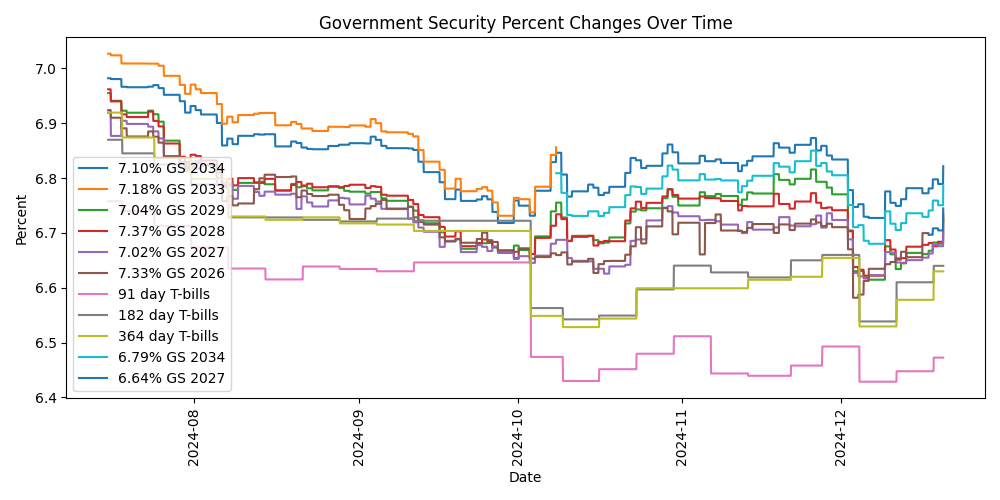 Government Security Percent Changes Over Time
Percent
7.0
6.9
6.8
6.7
6.6
6.5
6.4
7.10% GS 2034
7.18% GS 2033
7.04% GS 2029
7.37% GS 2028
7.02% GS 2027
7.33% GS 2026
91 day T-bills
182 day T-bills
364 day T-bills
6.79% GS 2034
6.64% GS 2027
2024-08
2024-09
2024-10
2024-11
2024-12
Date